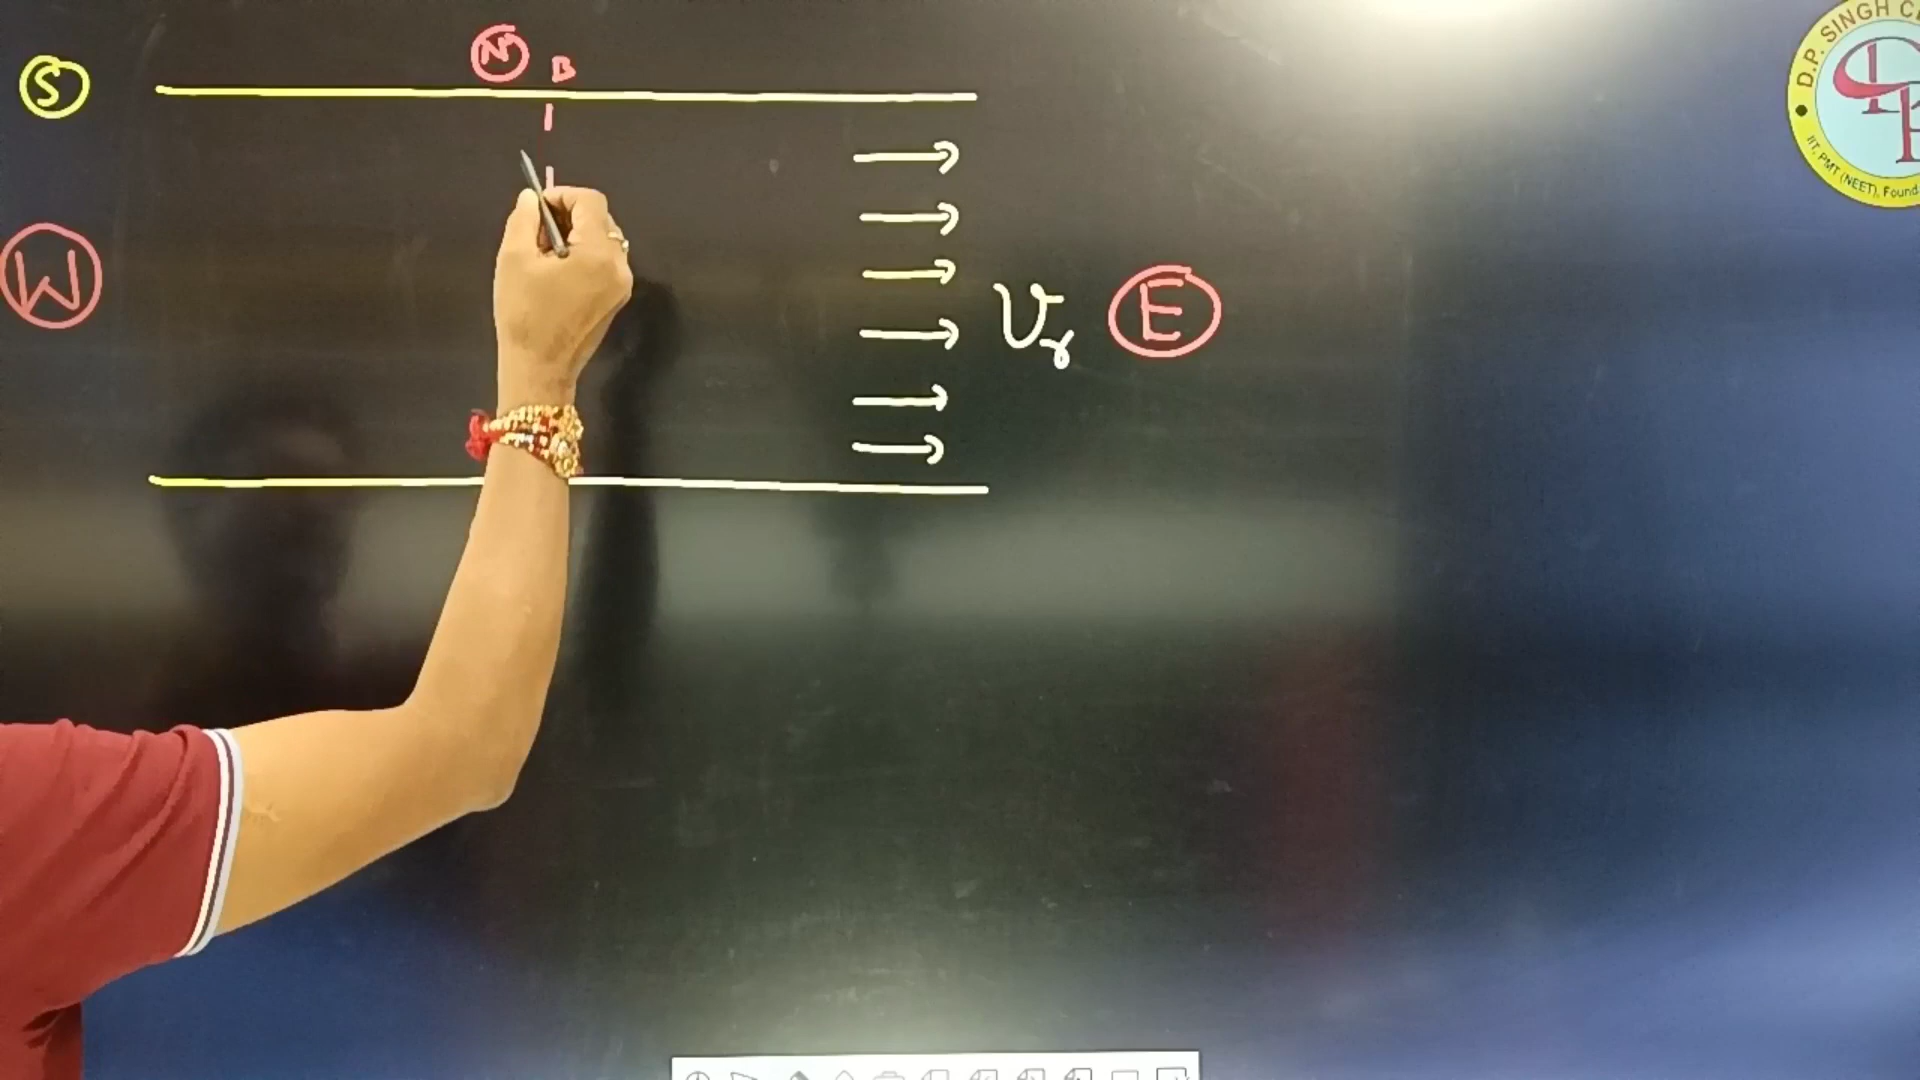 N B
S
W
Vr E
D.P. SINGH
IIT, PMT (NEET), Found